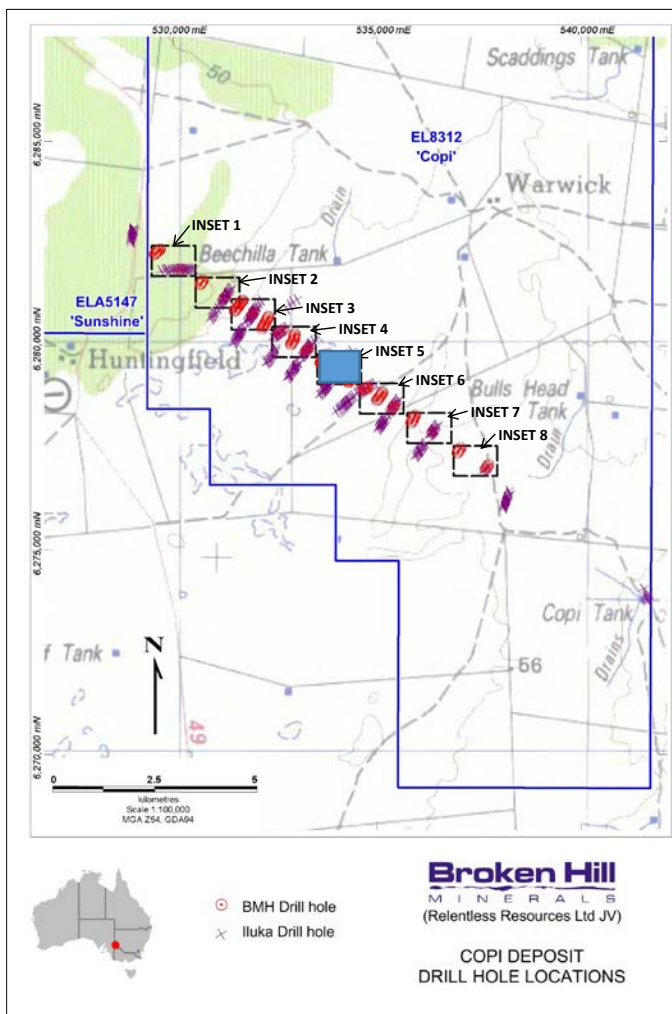 530,000 mE
535,000 mE
540,000 mE
50
Scaddings Tank
6,285,000 mN
EL8312
'Copi'
Warwick
Drain
INSET 1
Beechilla Tank
INSET 2
ELA5147
'Sunshine'
INSET 3
INSET 4
6,280,000 mN
Huntingfield
INSET 5
INSET 6
Bulls Head
Tank
INSET 7
INSET 8
Drain
6,275,000 mN
Copi Tank
N
f Tank
56
Drains
49
6,270,000 mN
0 2.5 5
kilometres
Scale 1:100,000
MGA Z54, GDA94
BMH Drill hole
Iluka Drill hole
Broken Hill
MINERALS
(Relentless Resources Ltd JV)
COPI DEPOSIT
DRILL HOLE LOCATIONS